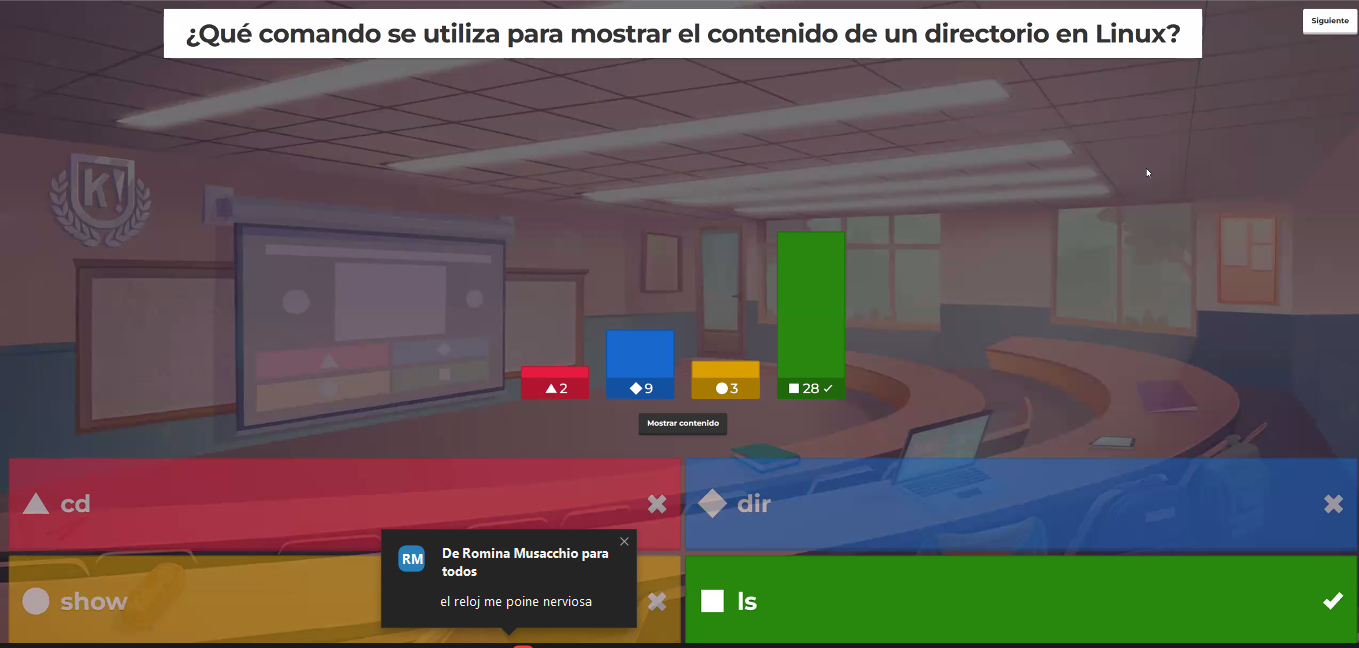 ¿Qué comando se utiliza para mostrar el contenido de un directorio en Linux?
Siguiente
K!
2
9
3
28
Mostrar contenido
cd
dir
show
ls
RM
De Romina Musacchio para
todos
el reloj me poine nerviosa